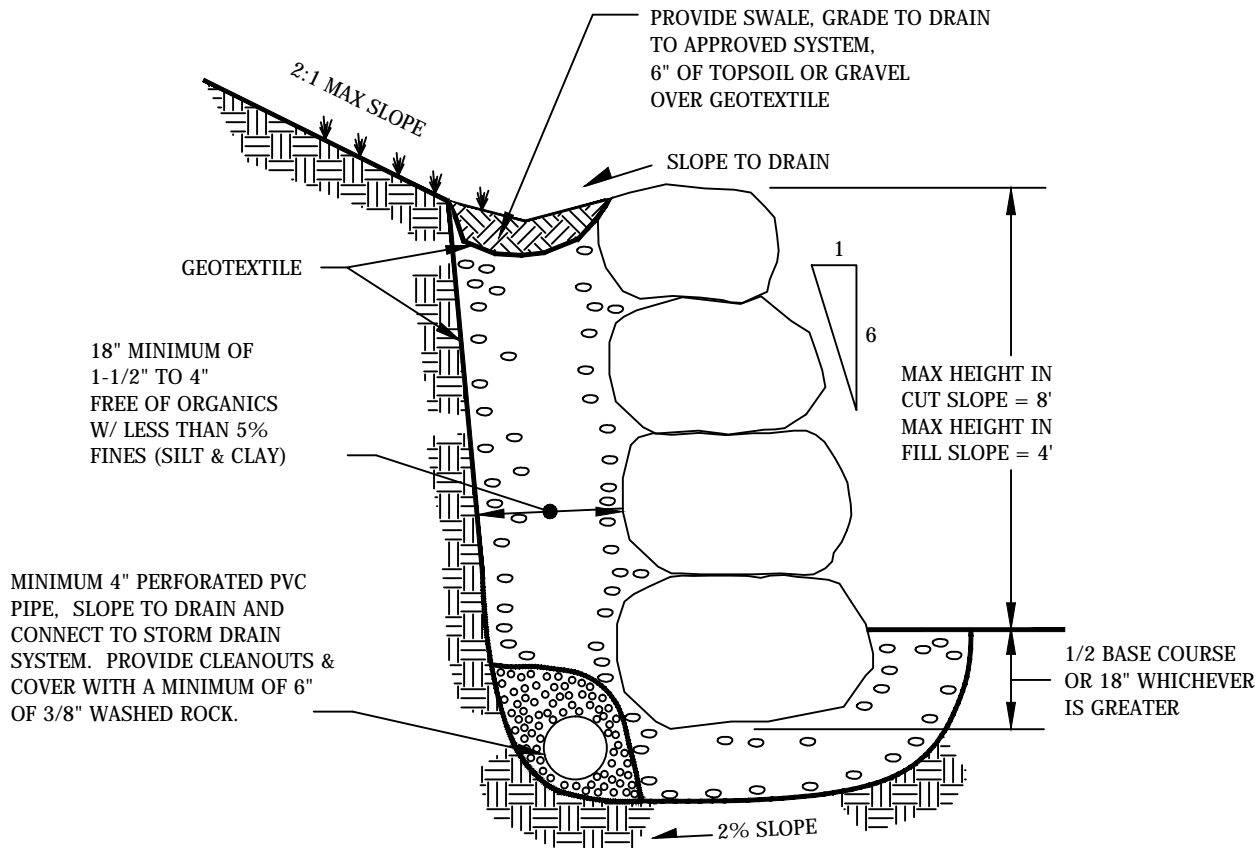 PROVIDE SWALE, GRADE TO DRAIN
TO APPROVED SYSTEM,
6" OF TOPSOIL OR GRAVEL
OVER GEOTEXTILE
2:1 MAX SLOPE
SLOPE TO DRAIN
GEOTEXTILE
1
6
18" MINIMUM OF
1-1/2" TO 4"
FREE OF ORGANICS
W/ LESS THAN 5%
FINES (SILT & CLAY)
MAX HEIGHT IN
CUT SLOPE = 8'
MAX HEIGHT IN
FILL SLOPE = 4'
MINIMUM 4" PERFORATED PVC
PIPE, SLOPE TO DRAIN AND
CONNECT TO STORM DRAIN
SYSTEM. PROVIDE CLEANOUTS &
COVER WITH A MINIMUM OF 6"
OF 3/8" WASHED ROCK.
1/2 BASE COURSE
OR 18" WHICHEVER
IS GREATER
2% SLOPE